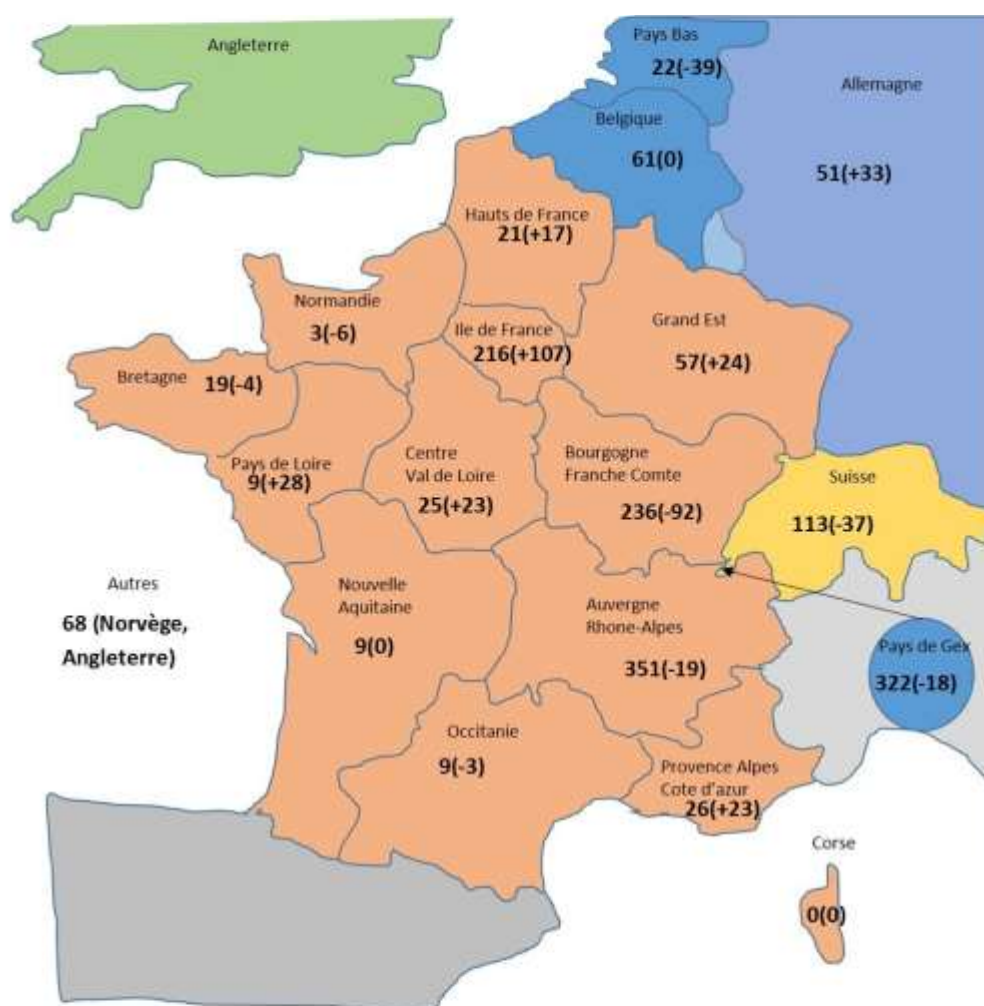 Angleterre
Pays Bas
22(-39)
Allemagne
Belgique
61(0)
51(+33)
Hauts de France
21(+17)
Normandie
3(-6)
Ile de France
216(+107)
Grand Est
57(+24)
Bretagne
19(-4)
Pays de Loire
9(+28)
Centre
Val de Loire
25(+23)
Bourgogne
Franche Comte
236(-92)
Suisse
113(-37)
Autres
68 (Norvège,
Angleterre)
Nouvelle
Aquitaine
9(0)
Auvergne
Rhone-Alpes
351(-19)
Pays de Gex
322(-18)
Occitanie
9(-3)
Provence Alpes
Cote d'azur
26(+23)
Corse
0(0)